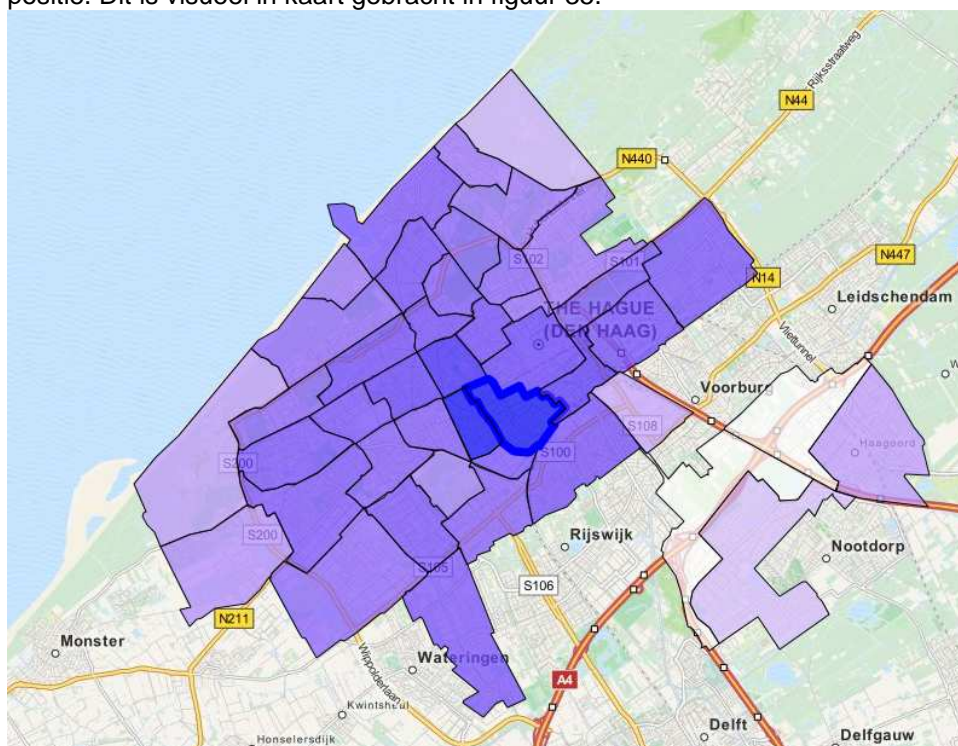 positie. Dit is visueel in kaart gebracht in figuur
Rijksstraatweg
N44
N440
N447
S102
S101
N14
Leidschendam
THE HAGUE
(DEN HAAG)
Vliettunnel
Voorburg
W
S108
Haagoord
S100
S200
S200
Rijswijk
Nootdorp
S105
S106
N211
Monster
Wippolderlaan
Wateringen
A4
Kwintsheul
Delft
Delfgauw
Honselersdijk